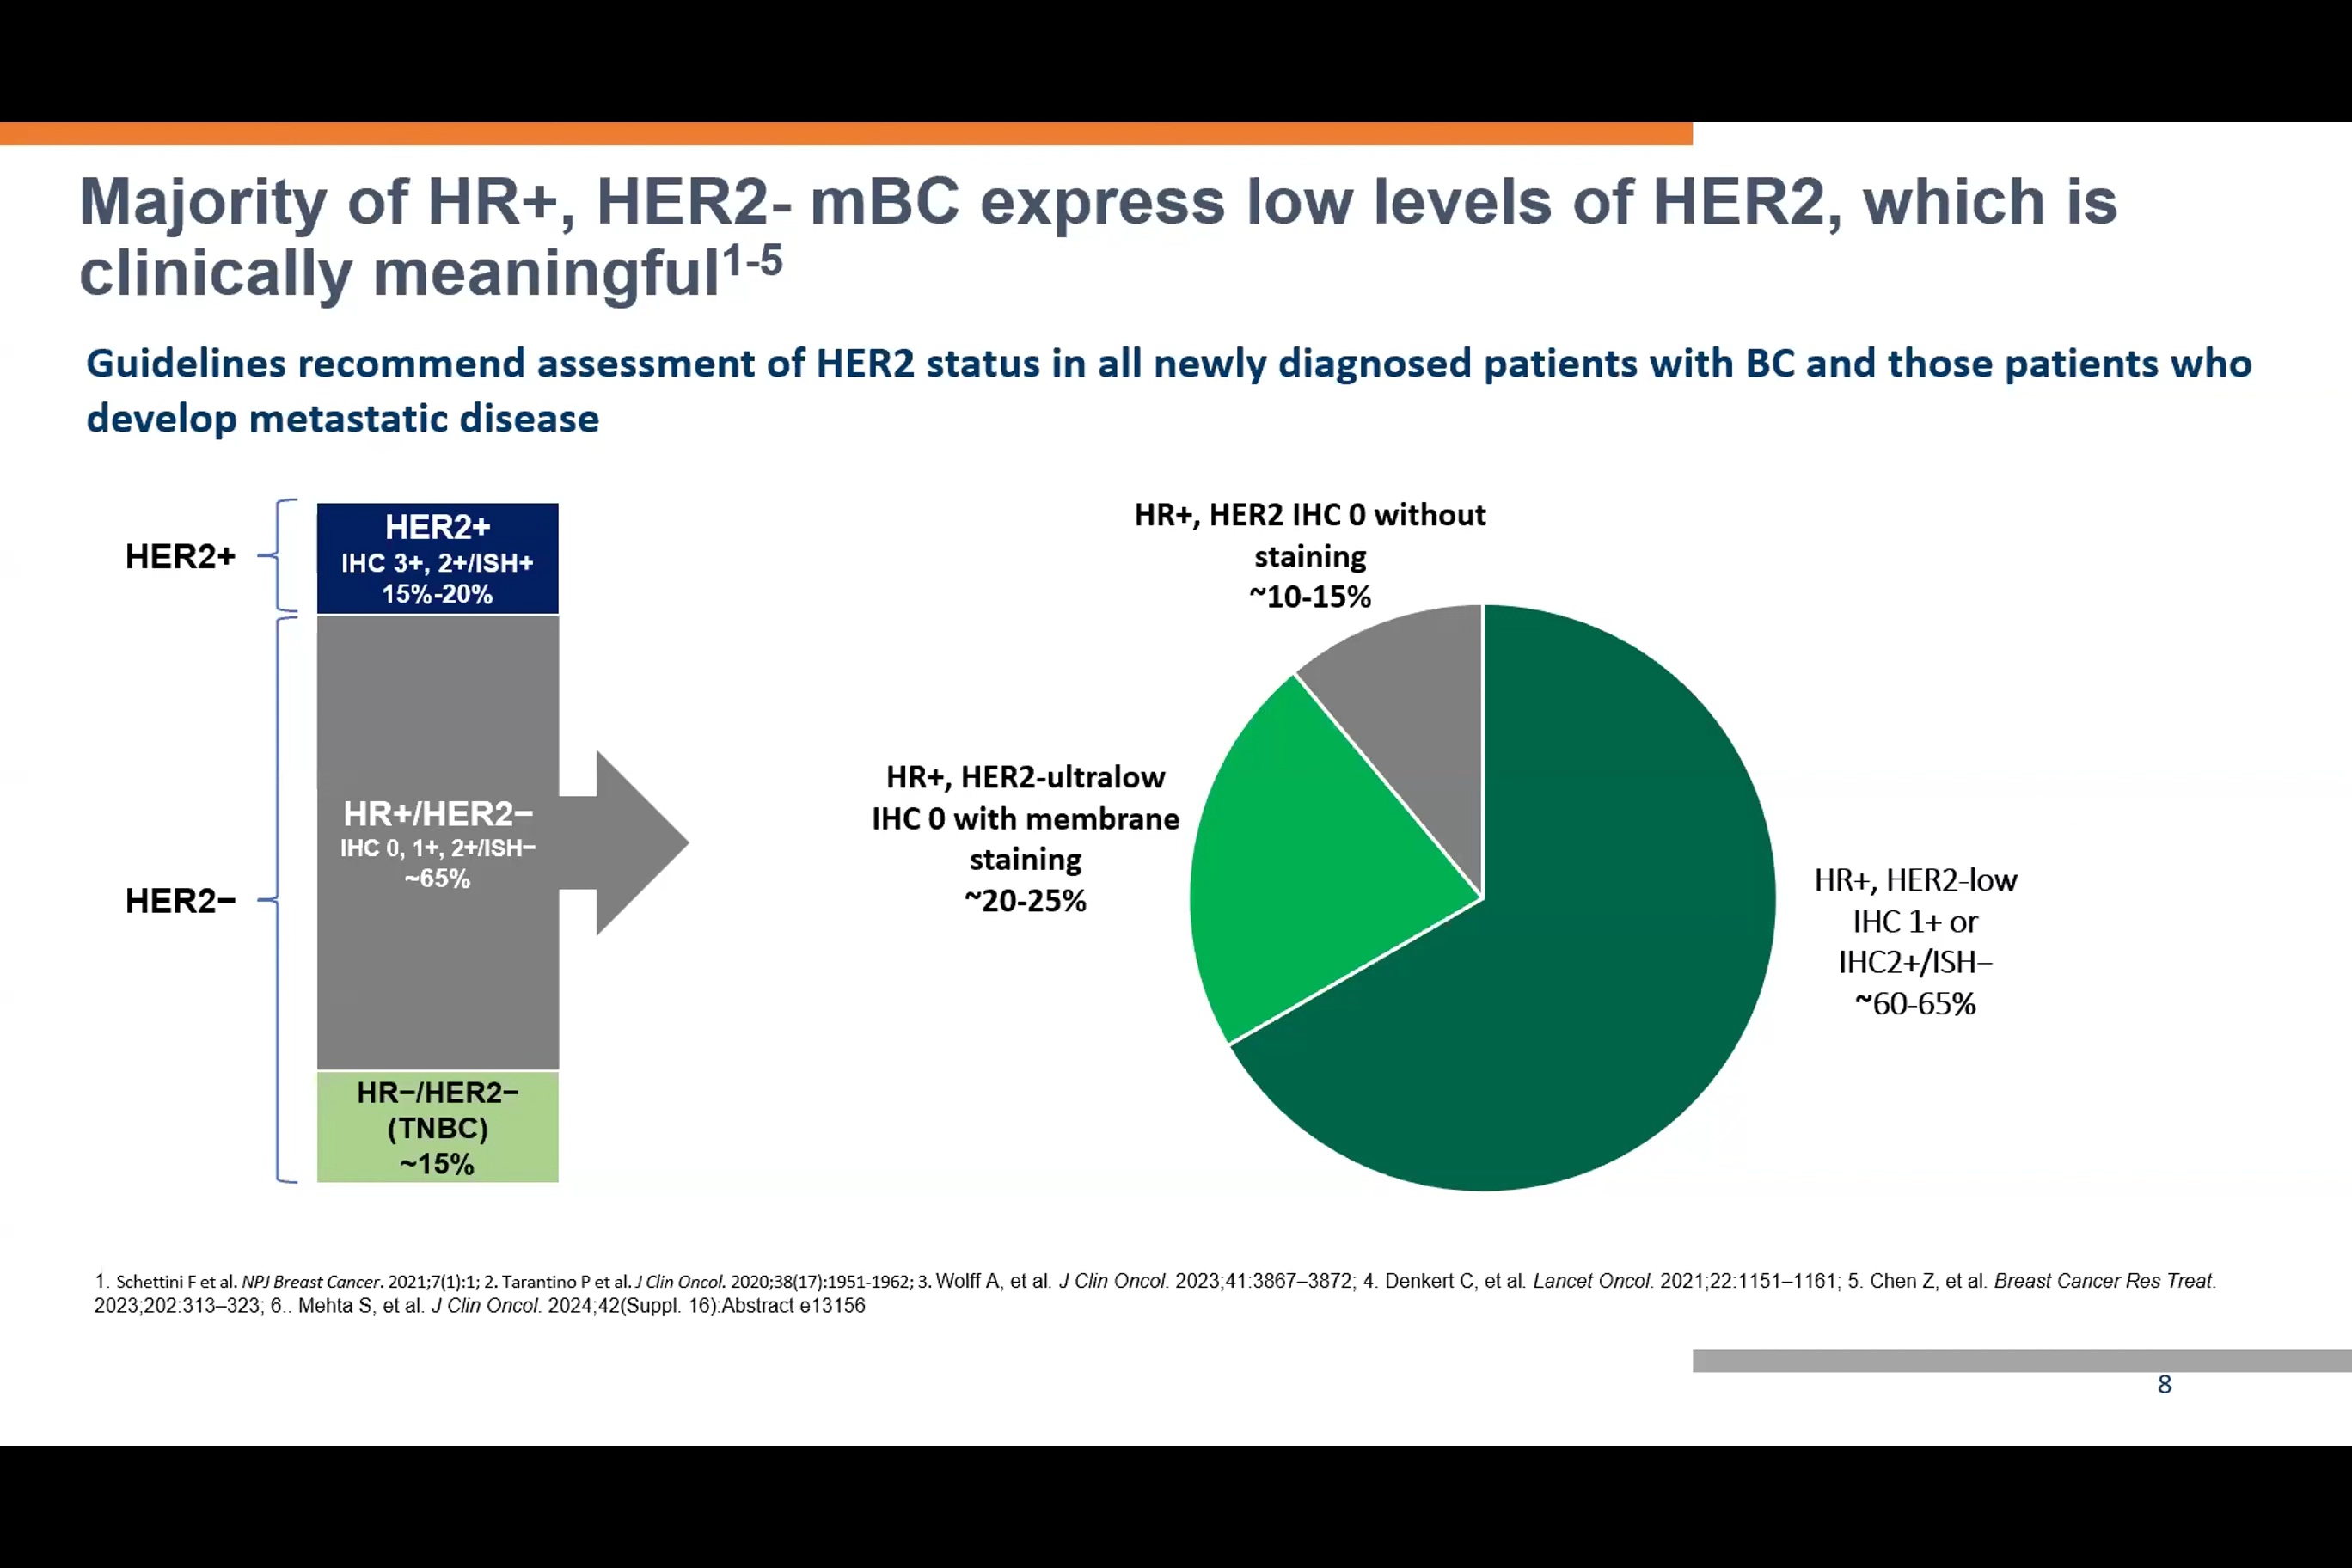 Majority of HR+, HER2- mBC express low levels of HER2, which is
clinically meaningful1-5
Guidelines recommend assessment of HER2 status in all newly diagnosed patients with BC and those patients who
develop metastatic disease
HER2+
HER2+
IHC 3+, 2+/ISH+
15%-20%
HER2−
HR+/HER2−
IHC 0, 1+, 2+/ISH−
~65%
HR−/HER2−
(TNBC)
~15%
HR+, HER2 IHC 0 without
staining
~10-15%
HR+, HER2-ultralow
IHC 0 with membrane
staining
~20-25%
HR+, HER2-low
IHC 1+ or
IHC2+/ISH–
~60-65%
1. Schettini F et al. NPJ Breast Cancer. 2021;7(1):1; 2. Tarantino P et al. J Clin Oncol. 2020;38(17):1951-1962; 3. Wolff A, et al. J Clin Oncol. 2023;41:3867–3872; 4. Denkert C, et al. Lancet Oncol. 2021;22:1151–1161; 5. Chen Z, et al. Breast Cancer Res Treat.
2023;202:313–323; 6.. Mehta S, et al. J Clin Oncol. 2024;42(Suppl. 16):Abstract e13156
8